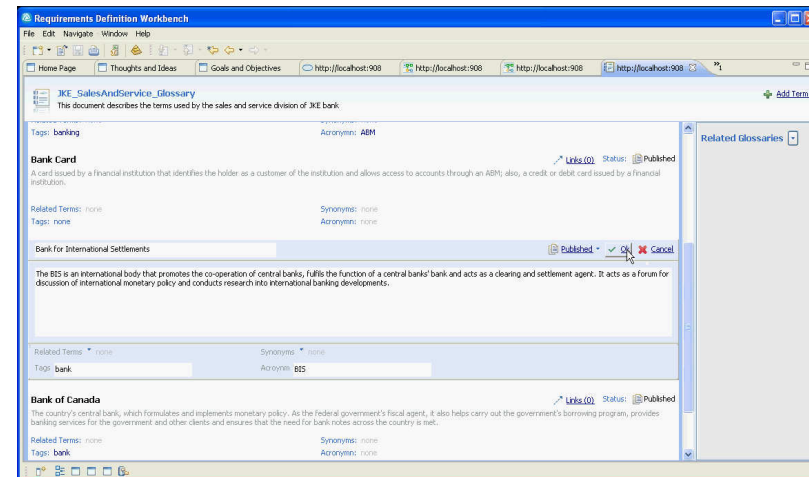 Requirements Definition Workbench
File Edit Navigate Window Help
Home Page Thoughts and Ideas Goals and Objectives http://localhost:908 http://localhost:908 http://localhost:908 http://localhost:908 »1
JKE_SalesAndService_Glossary Add Term
This document describes the terms used by the sales and service division of JKE bank
Tags: banking Acronymn: ABM
Related Glossaries
Bank Card Links (0) Status: Published
A card issued by a financial institution that identifies the holder as a customer of the institution and allows access to accounts through an ABM; also, a credit or debit card issued by a financial
institution.
Related Terms: none Synonyms: none
Tags: none Acronymn: none
Bank for International Settlements Published Ok Cancel
The BIS is an international body that promotes the co-operation of central banks, fulfils the function of a central banks' bank and acts as a clearing and settlement agent. It acts as a forum for
discussion of international monetary policy and conducts research into international banking developments.
Related Terms * none Synonyms * none
Tags bank Acroymn BIS
Bank of Canada Links (0) Status: Published
The country's central bank, which formulates and implements monetary policy. As the federal government's fiscal agent, it also helps carry out the government's borrowing program, provides
banking services for the government and other clients and ensures that the need for bank notes across the country is met.
Related Terms: none Synonyms: none
Tags: bank Acronymn: none